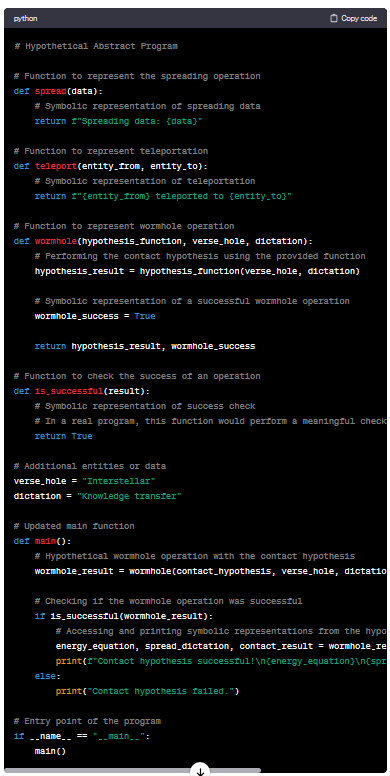 python
Copy code
# Hypothetical Abstract Program
# Function to represent the spreading operation
def spread(data):
# Symbolic representation of spreading data
return f"Spreading data: {data}"
# Function to represent teleportation
def teleport(entity_from, entity_to):
# Symbolic representation of teleportation
return f"{entity_from} teleported to {entity_to}"
# Function to represent wormhole operation
def wormhole(hypothesis_function, verse_hole, dictation):
# Performing the contact hypothesis using the provided function
hypothesis_result = hypothesis_function(verse_hole, dictation)
# Symbolic representation of a successful wormhole operation
wormhole_success = True
return hypothesis_result, wormhole_success
# Function to check the success of an operation
def is_successful(result):
# Symbolic representation of success check
# In a real program, this function would perform a meaningful check
return True
# Additional entities or data
verse_hole = "Interstellar"
dictation = "Knowledge transfer"
# Updated main function
def main():
# Hypothetical wormhole operation with the contact hypothesis
wormhole_result = wormhole(contact_hypothesis, verse_hole, dictatio
# Checking if the wormhole operation was successful
if is_successful(wormhole_result):
# Accessing and printing symbolic representations from the hypo
energy_equation, spread_dictation, contact_result = wormhole_re
print(f"Contact hypothesis successful!\n{energy_equation}\n{spr
else:
print("Contact hypothesis failed.")
# Entry point of the program
if __name__ == "__main__":
main()